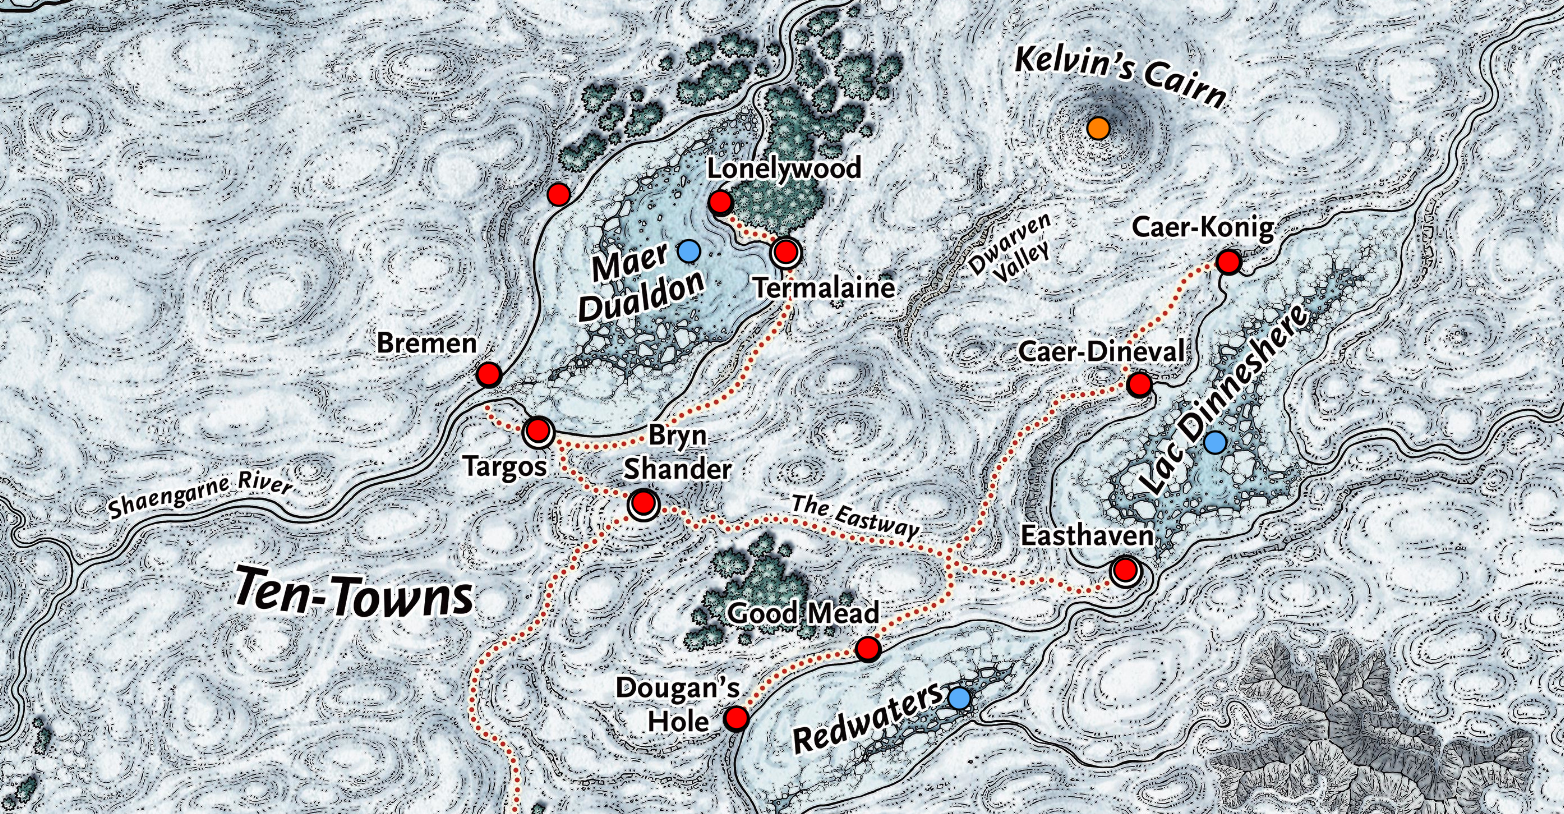 Kelvin's Cairn
Lonelywood
Dwarven
Valley
Caer-Konig
Maer
Dualdon
Termalaine
Bremen
Caer-Dineval
Lac Dinneshere
Bryn
Shander
Targos
Shaengarne River
The Eastway
Easthaven
Ten-Towns
Good Mead
Dougan's
Hole
Redwaters